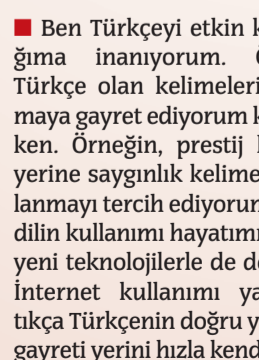 ■ Ben Türkçeyi etkin k
ğıma inanıyorum. Ö
Türkçe olan kelimeleri
maya gayret ediyorum k
ken. Örneğin, prestij
yerine saygınlık kelime
lanmayı tercih ediyorum
dilin kullanımı hayatımı
yeni teknolojilerle de d
İnternet kullanımı ya
tıkça Türkçenin doğru y
gayreti yerini hızla kend